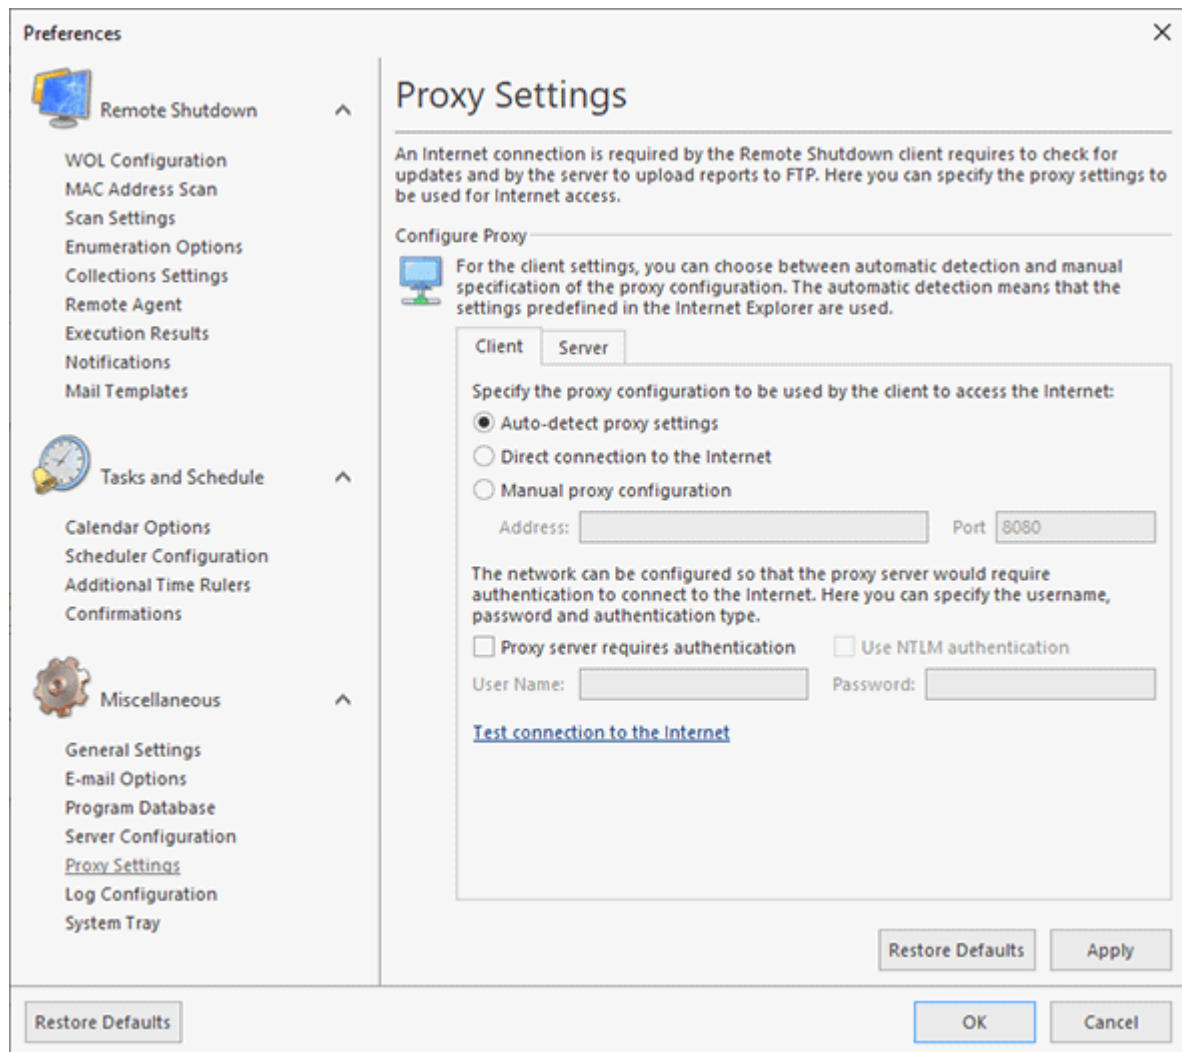 Preferences
Remote Shutdown
WOL Configuration
MAC Address Scan
Scan Settings
Enumeration Options
Collections Settings
Remote Agent
Execution Results
Notifications
Mail Templates
Tasks and Schedule
Calendar Options
Scheduler Configuration
Additional Time Rulers
Confirmations
Miscellaneous
General Settings
E-mail Options
Program Database
Server Configuration
Proxy Settings
Log Configuration
System Tray
Proxy Settings
An Internet connection is required by the Remote Shutdown client requires to check for
updates and by the server to upload reports to FTP. Here you can specify the proxy settings to
be used for Internet access.
Configure Proxy
For the client settings, you can choose between automatic detection and manual
specification of the proxy configuration. The automatic detection means that the
settings predefined in the Internet Explorer are used.
Client Server
Specify the proxy configuration to be used by the client to access the Internet:
Auto-detect proxy settings
Direct connection to the Internet
Manual proxy configuration
Address: Port 8080
The network can be configured so that the proxy server would require
authentication to connect to the Internet. Here you can specify the username,
password and authentication type.
Proxy server requires authentication Use NTLM authentication
User Name: Password:
Test connection to the Internet
Restore Defaults Apply
Restore Defaults OK Cancel